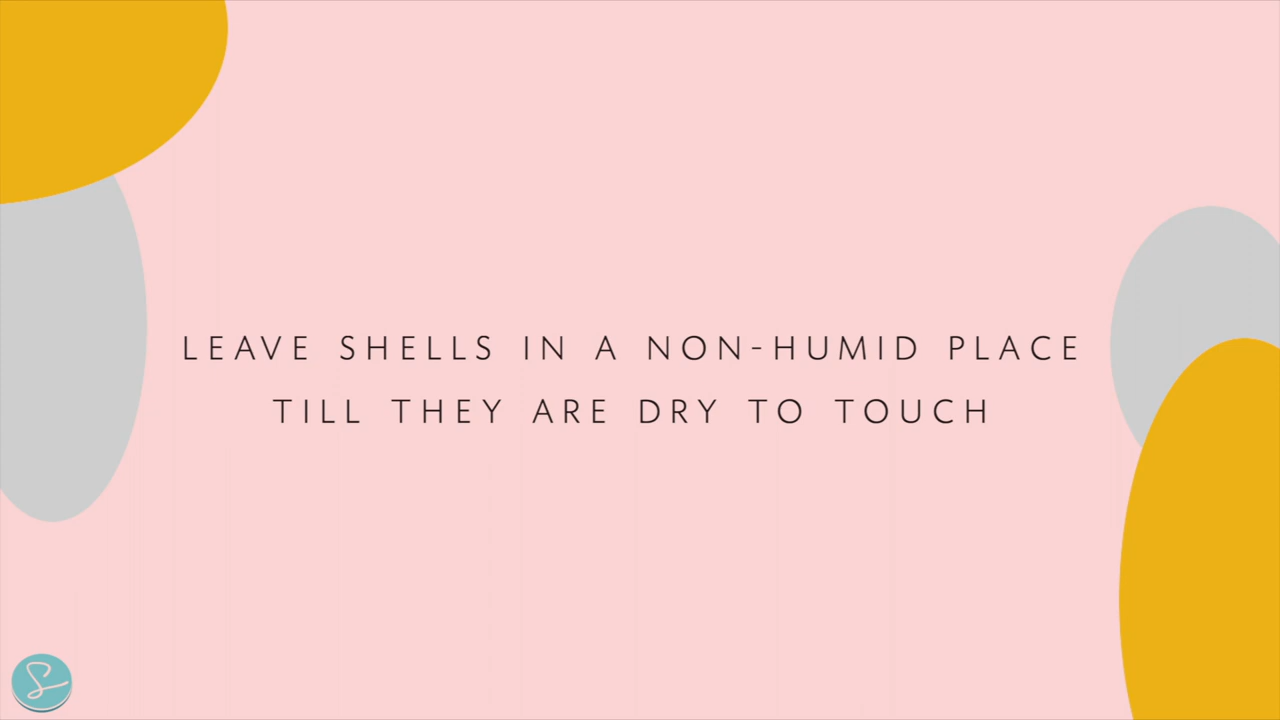 LEAVE SHELLS IN A NON-HUMID PLACE
TILL THEY ARE DRY TO TOUCH